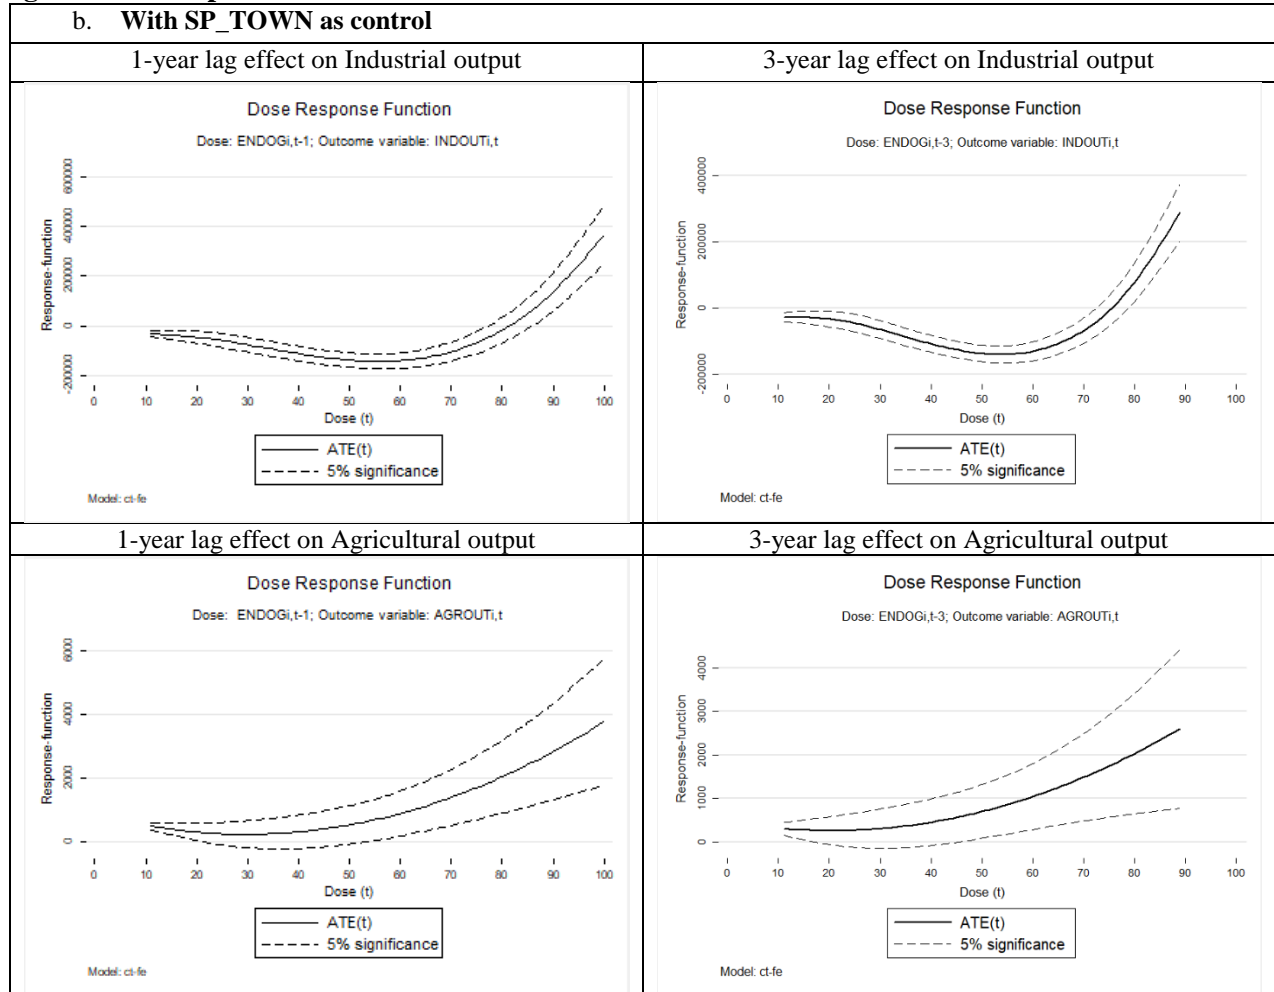 b. With SP_TOWN as control
1-year lag effect on Industrial output
Dose Response Function
Dose: ENDOGi,t-1; Outcome variable: INDOUTi,t
Response-function
-200000 0 200000 400000 600000
0 10 20 30 40 50 60 70 80 90 100
Dose (t)
ATE(t)
5% significance
Model: ct-fe
3-year lag effect on Industrial output
Dose Response Function
Dose: ENDOGi,t-3; Outcome variable: INDOUTi,t
Response-function
-200000 0 200000 400000
0 10 20 30 40 50 60 70 80 90 100
Dose (t)
ATE(t)
5% significance
Model: ct-fe
1-year lag effect on Agricultural output
Dose Response Function
Dose: ENDOGi,t-1; Outcome variable: AGROUTi,t
Response-function
0 2000 4000 6000
0 10 20 30 40 50 60 70 80 90 100
Dose (t)
ATE(t)
5% significance
Model: ct-fe
3-year lag effect on Agricultural output
Dose Response Function
Dose: ENDOGi,t-3; Outcome variable: AGROUTi,t
Response-function
0 1000 2000 3000 4000
0 10 20 30 40 50 60 70 80 90 100
Dose (t)
ATE(t)
5% significance
Model: ct-fe